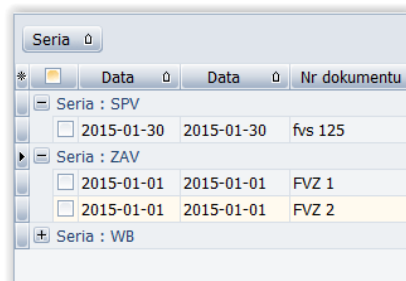 Seria
Data Data Nr dokumentu
Seria : SPV
2015-01-30 2015-01-30 fvs 125
Seria : ZAV
2015-01-01 2015-01-01 FVZ 1
2015-01-01 2015-01-01 FVZ 2
Seria : WB